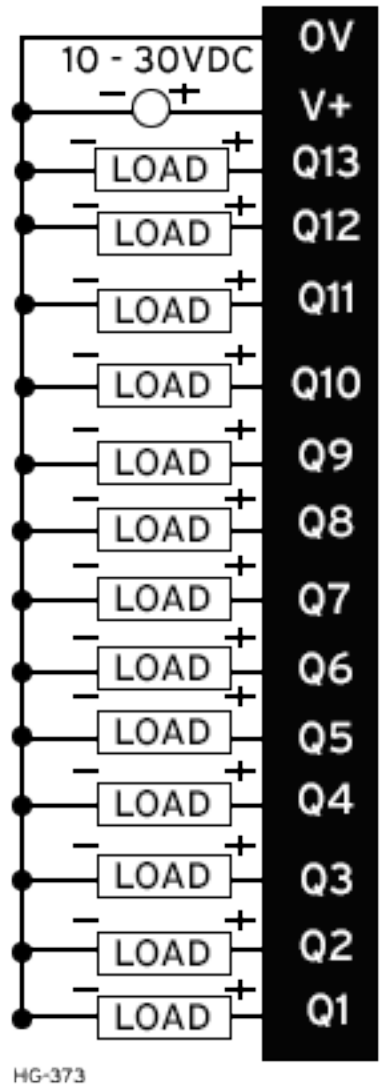 0V
10 - 30VDC
- + V+
- LOAD + Q13
- LOAD + Q12
- LOAD + Q11
- LOAD + Q10
- LOAD + Q9
- LOAD + Q8
- LOAD + Q7
- LOAD + Q6
- LOAD + Q5
- LOAD + Q4
- LOAD + Q3
- LOAD + Q2
- LOAD + Q1
HG-373